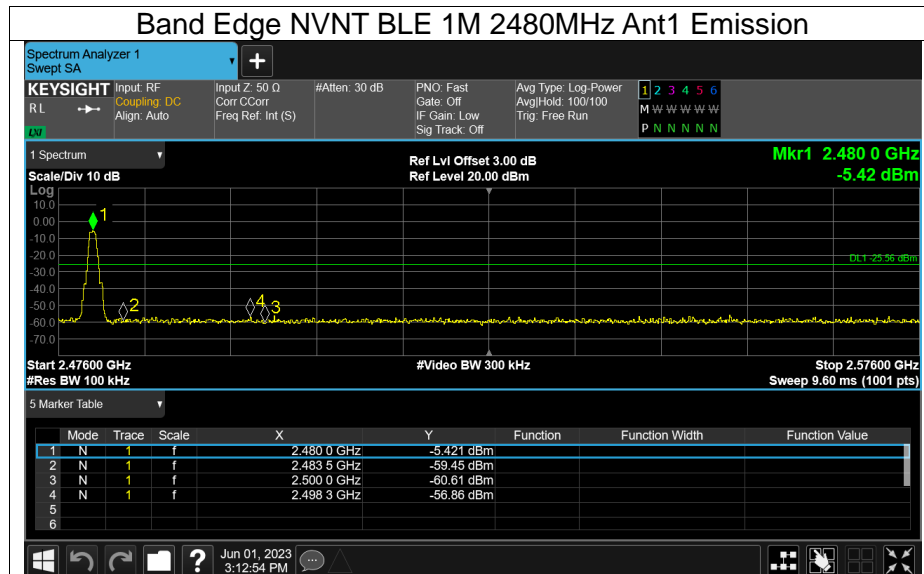 Band Edge NVNT BLE 1M 2480MHz Ant1 Emission
Spectrum Analyzer 1
Swept SA
+
KEYSIGHT
RL
LXI
Input: RF
Coupling: DC
Align: Auto
Input Z: 50 Ω
Corr CCorr
Freq Ref: Int (S)
#Atten: 30 dB
PNO: Fast
Gate: Off
IF Gain: Low
Sig Track: Off
Avg Type: Log-Power
Avg|Hold: 100/100
Trig: Free Run
1 2 3 4 5 6
M W W W W W
P N N N N N
1 Spectrum
Scale/Div 10 dB
Ref Lvl Offset 3.00 dB
Ref Level 20.00 dBm
Mkr1 2.480 0 GHz
-5.42 dBm
Log
10.0
0.00
-10.0
-20.0
-30.0
-40.0
-50.0
-60.0
-70.0
1
2
4
3
DL1 -25.56 dBm
Start 2.47600 GHz
#Res BW 100 kHz
#Video BW 300 kHz
Stop 2.57600 GHz
Sweep 9.60 ms (1001 pts)
5 Marker Table
Mode Trace Scale X Y Function Function Width Function Value
1 N 1 f 2.480 0 GHz -5.421 dBm
2 N 1 f 2.483 5 GHz -59.45 dBm
3 N 1 f 2.500 0 GHz -60.61 dBm
4 N 1 f 2.498 3 GHz -56.86 dBm
5
6
?
Jun 01, 2023
3:12:54 PM